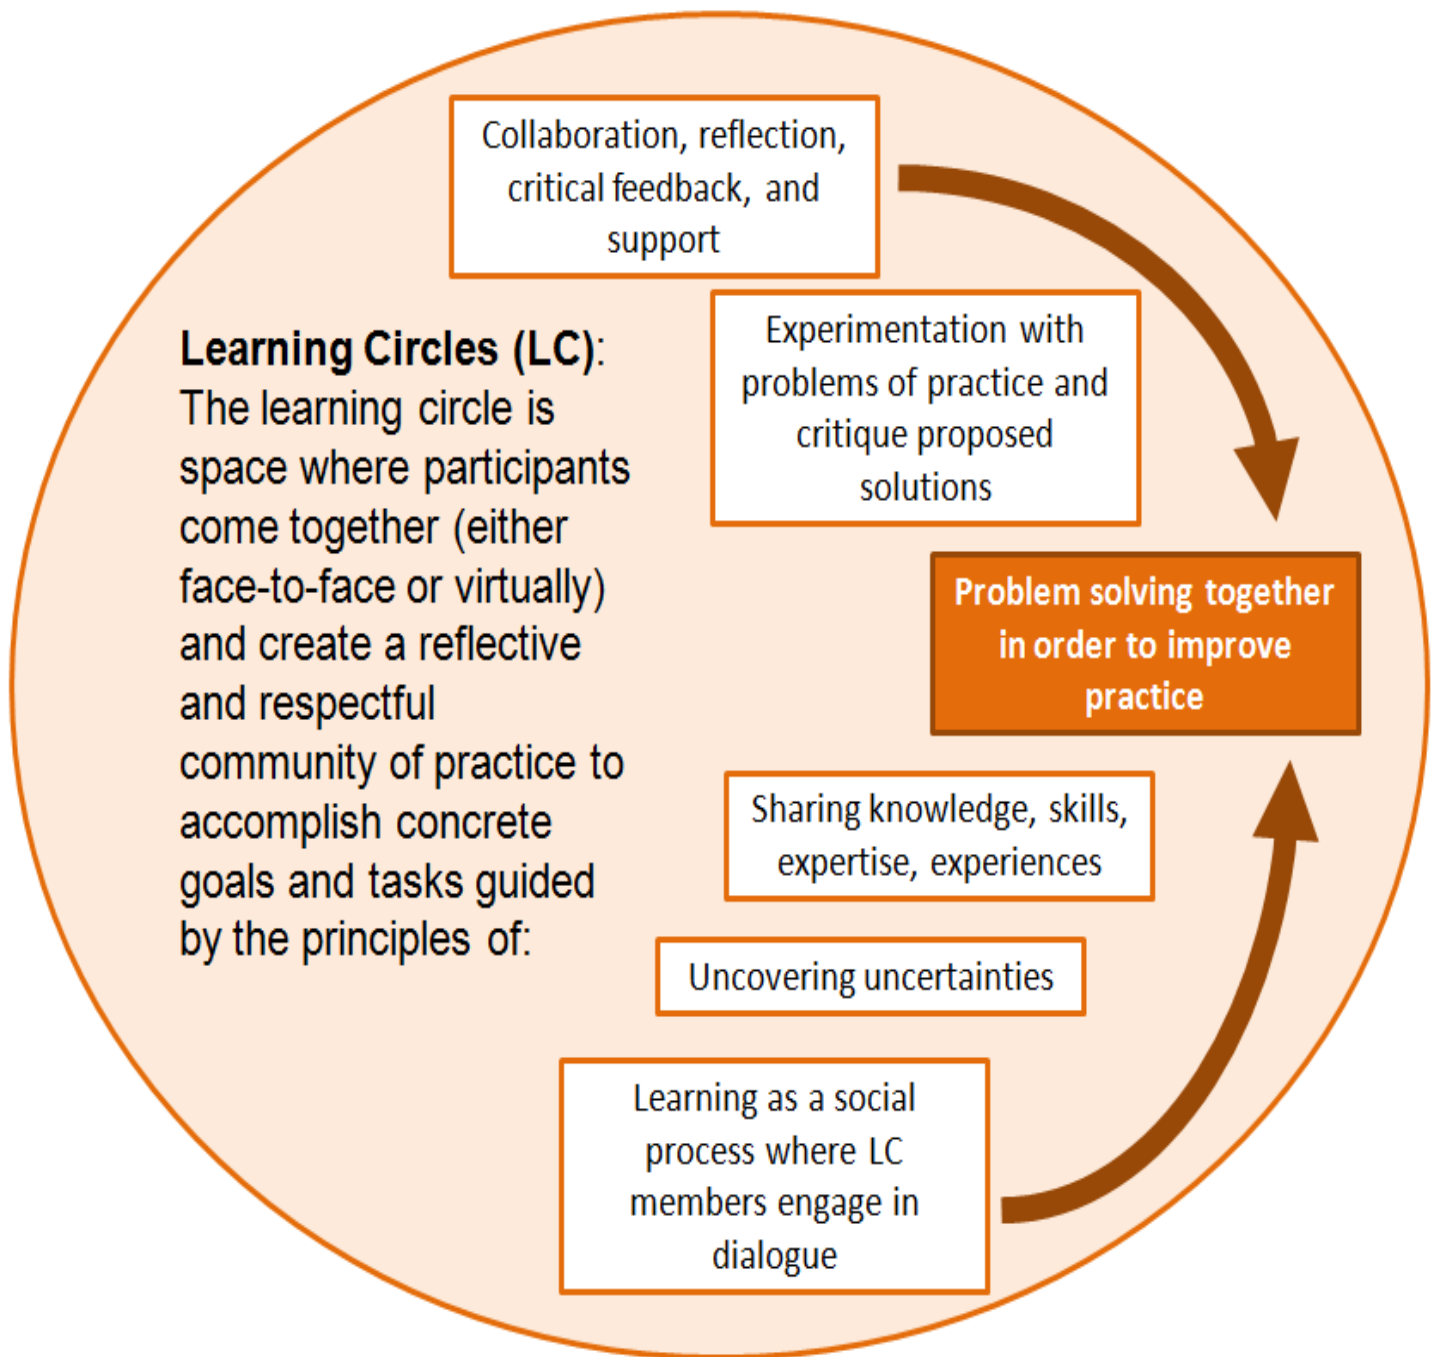 Learning Circles (LC):
The learning circle is
space where participants
come together (either
face-to-face or virtually)
and create a reflective
and respectful
community of practice to
accomplish concrete
goals and tasks guided
by the principles of:
Collaboration, reflection,
critical feedback, and
support
Experimentation with
problems of practice and
critique proposed
solutions
Problem solving together
in order to improve
practice
Sharing knowledge, skills,
expertise, experiences
Uncovering uncertainties
Learning as a social
process where LC
members engage in
dialogue